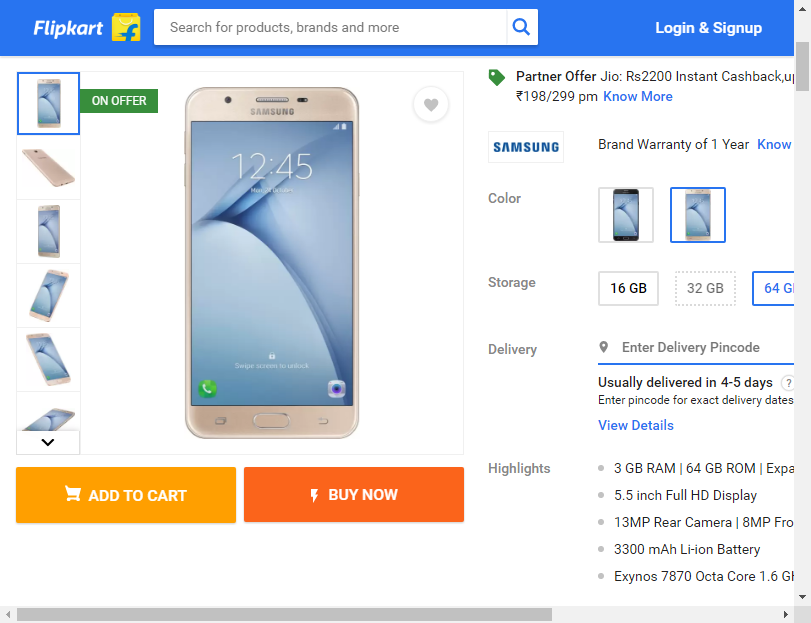 Flipkart
Search for products, brands and more
Login & Signup
ON OFFER
SAMSUNG
12:45
Swipe screen to unlock
ADD TO CART
BUY NOW
Partner Offer Jio: Rs2200 Instant Cashback,up
₹198/299 pm Know More
SAMSUNG
Brand Warranty of 1 Year Know
Color
Storage
16 GB
32 GB
64 G
Delivery
Enter Delivery Pincode
Usually delivered in 4-5 days ?
Enter pincode for exact delivery dates
View Details
Highlights
3 GB RAM | 64 GB ROM | Expa
5.5 inch Full HD Display
13MP Rear Camera | 8MP Fro
3300 mAh Li-ion Battery
Exynos 7870 Octa Core 1.6 GH